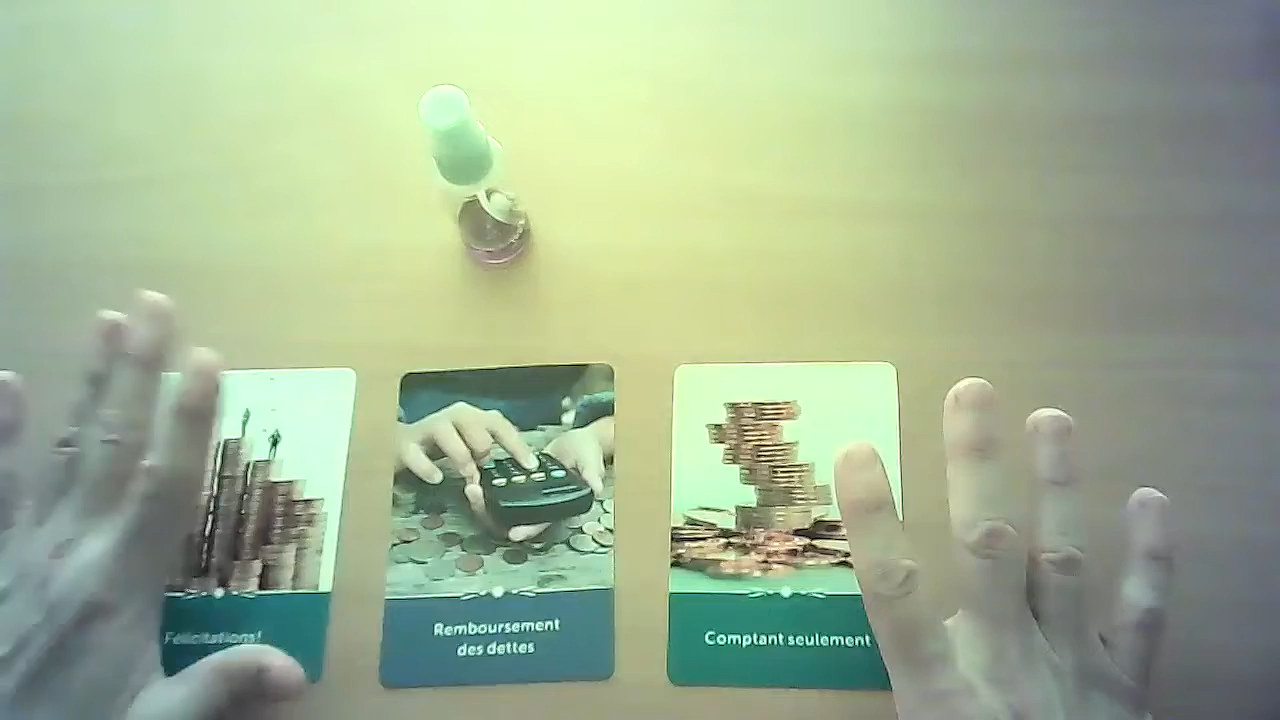 Félicitations!
Remboursement
des dettes
Comptant seulement